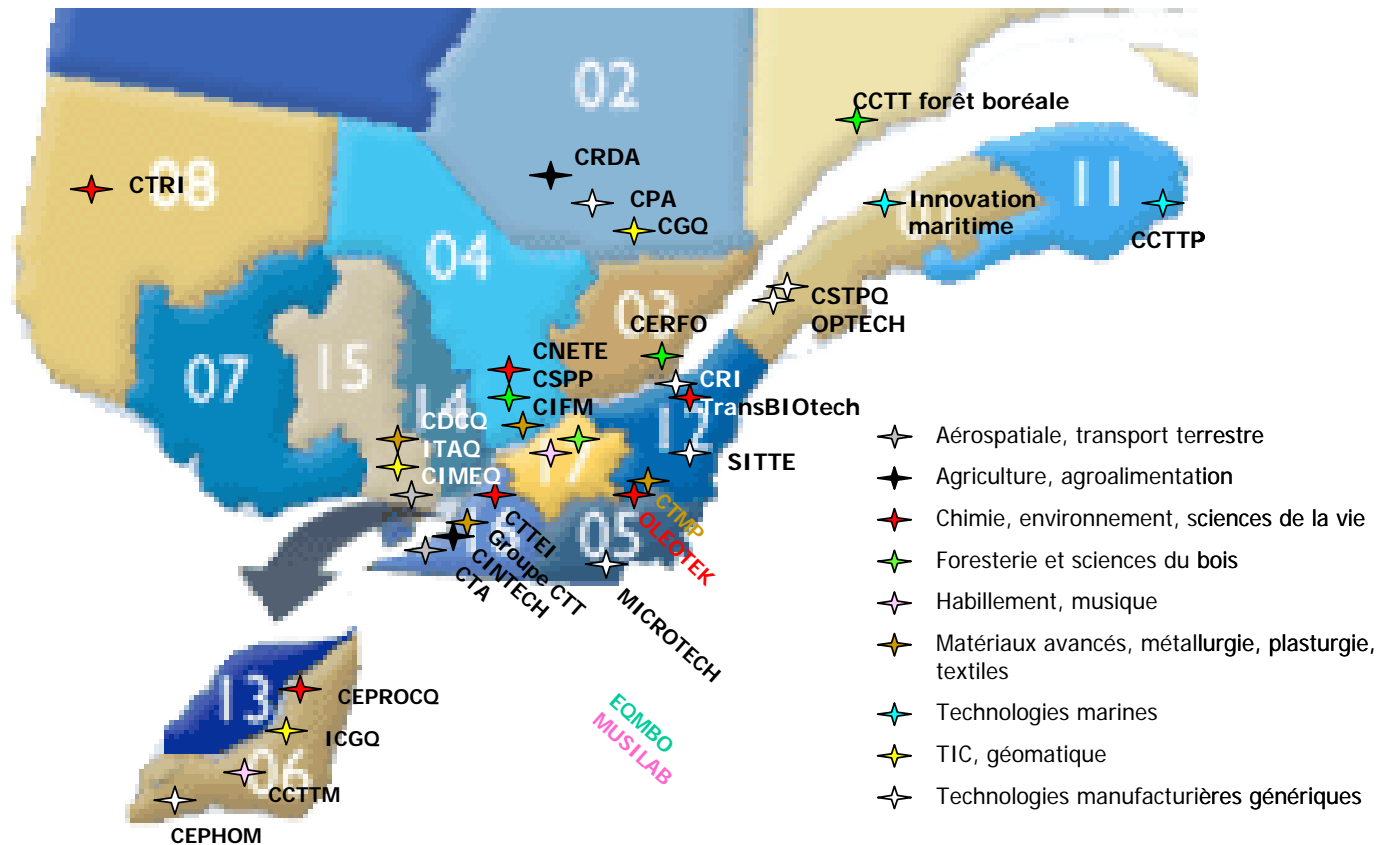 02
CCTT forêt boréale
CRDA
11
08
CTRI
CPA
Innovation
01
maritime
CGQ
CCTTP
04
CSTPQ
03
OPTECH
CERFO
CNETE
15
07
CSPP
CRI
14
CIFM
TransBIOtech
CDCQ
12
ITAQ
17
SITTE
CIMEQ
CTMP
OLEOTEK
CTTEI
05
Groupe CTT
CINTECH
CTA
MICROTECH
Aérospatiale, transport terrestre
Agriculture, agroalimentation
Chimie, environnement, sciences de la vie
Foresterie et sciences du bois
Habillement, musique
Matériaux avancés, métallurgie, plasturgie,
textiles
Technologies marines
TIC, géomatique
Technologies manufacturières génériques
13
CEPROCQ
EQMBO
MUSILAB
ICGQ
06
CCTTM
CEPHOM